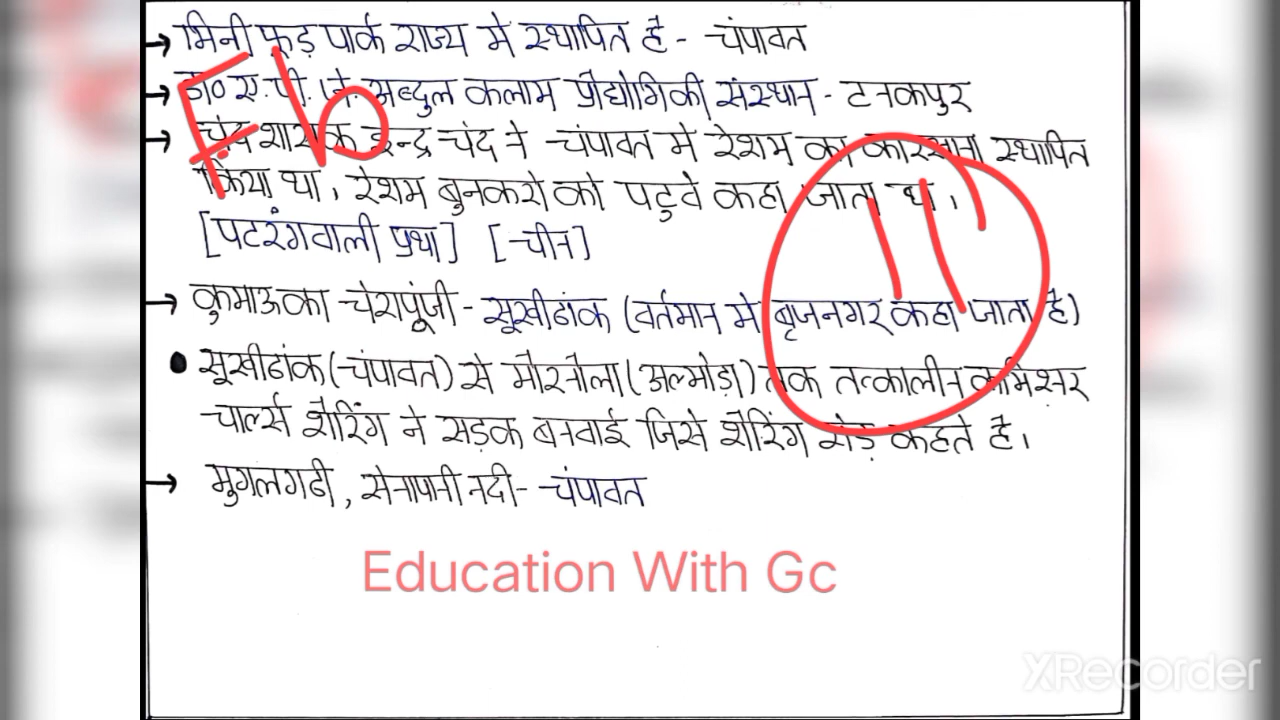 → मिनी फूड़ पार्क राज्य मे स्थापित है - चंपावत
→ डा० ए. पी. जे. अब्दुल कलाम प्रौद्योगिकी संस्थान - टनकपुर
→ चंद शासक इन्द्र चंद ने चंपावत मे रेशम का कारखाना स्थापित
किया था, रेशम बुनकरो को पटुवे कहा जाता था।
[पटरंगवाली प्रथा] [चीन]
→ कुमाऊ का चेरापूंजी - सूखीढांक (वर्तमान मे बृजनगर कहा जाता है)
• सूखीढांक (चंपावत) से मोरनोला (अल्मोड़ा) तक तत्कालीन कमिश्नर
चार्ल्स शैरिंग ने सड़क बनवाई जिसे शैरिंग रोड़ कहते है।
→ मुगलगढी, सेनापानी नदी - चंपावत
Fb
11
Education With Gc
XRecorder